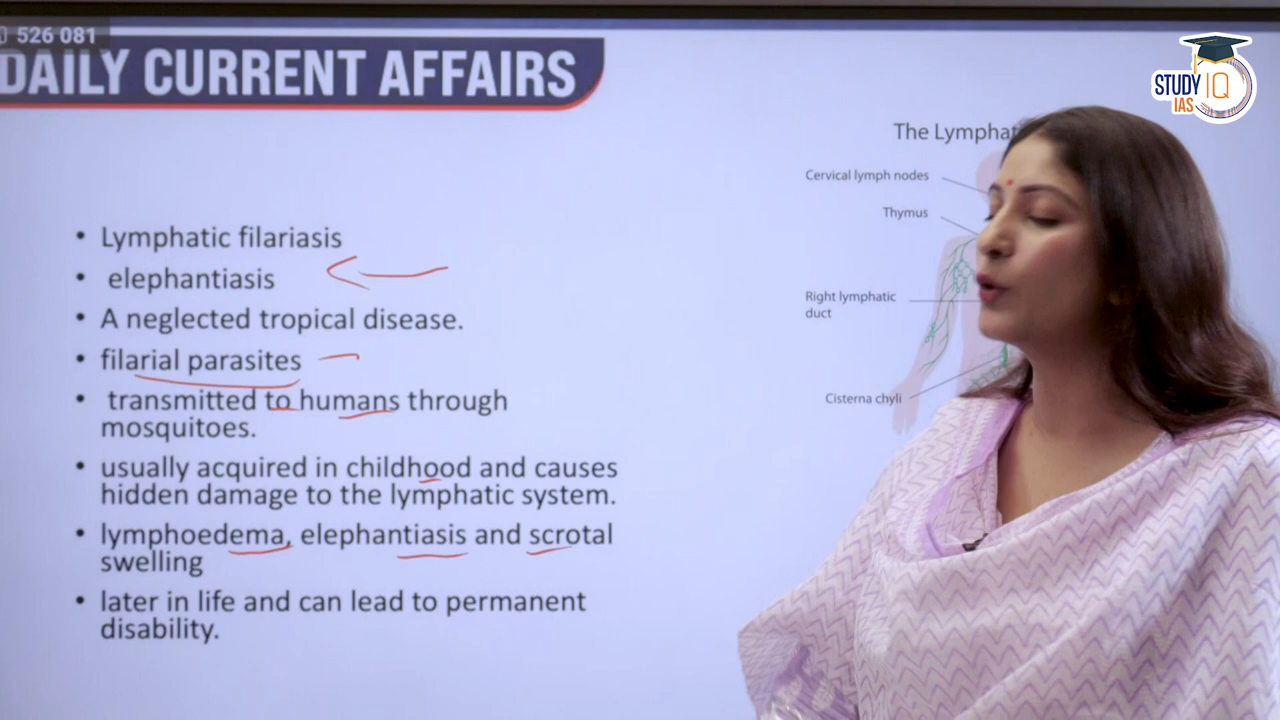 526 081
DAILY CURRENT AFFAIRS
STUDY IQ
IAS
The Lymphat
Cervical lymph nodes
Thymus
Right lymphatic
duct
Cisterna chyli
• Lymphatic filariasis
• elephantiasis
• A neglected tropical disease.
• filarial parasites
• transmitted to humans through
mosquitoes.
• usually acquired in childhood and causes
hidden damage to the lymphatic system.
• lymphoedema, elephantiasis and scrotal
swelling
• later in life and can lead to permanent
disability.